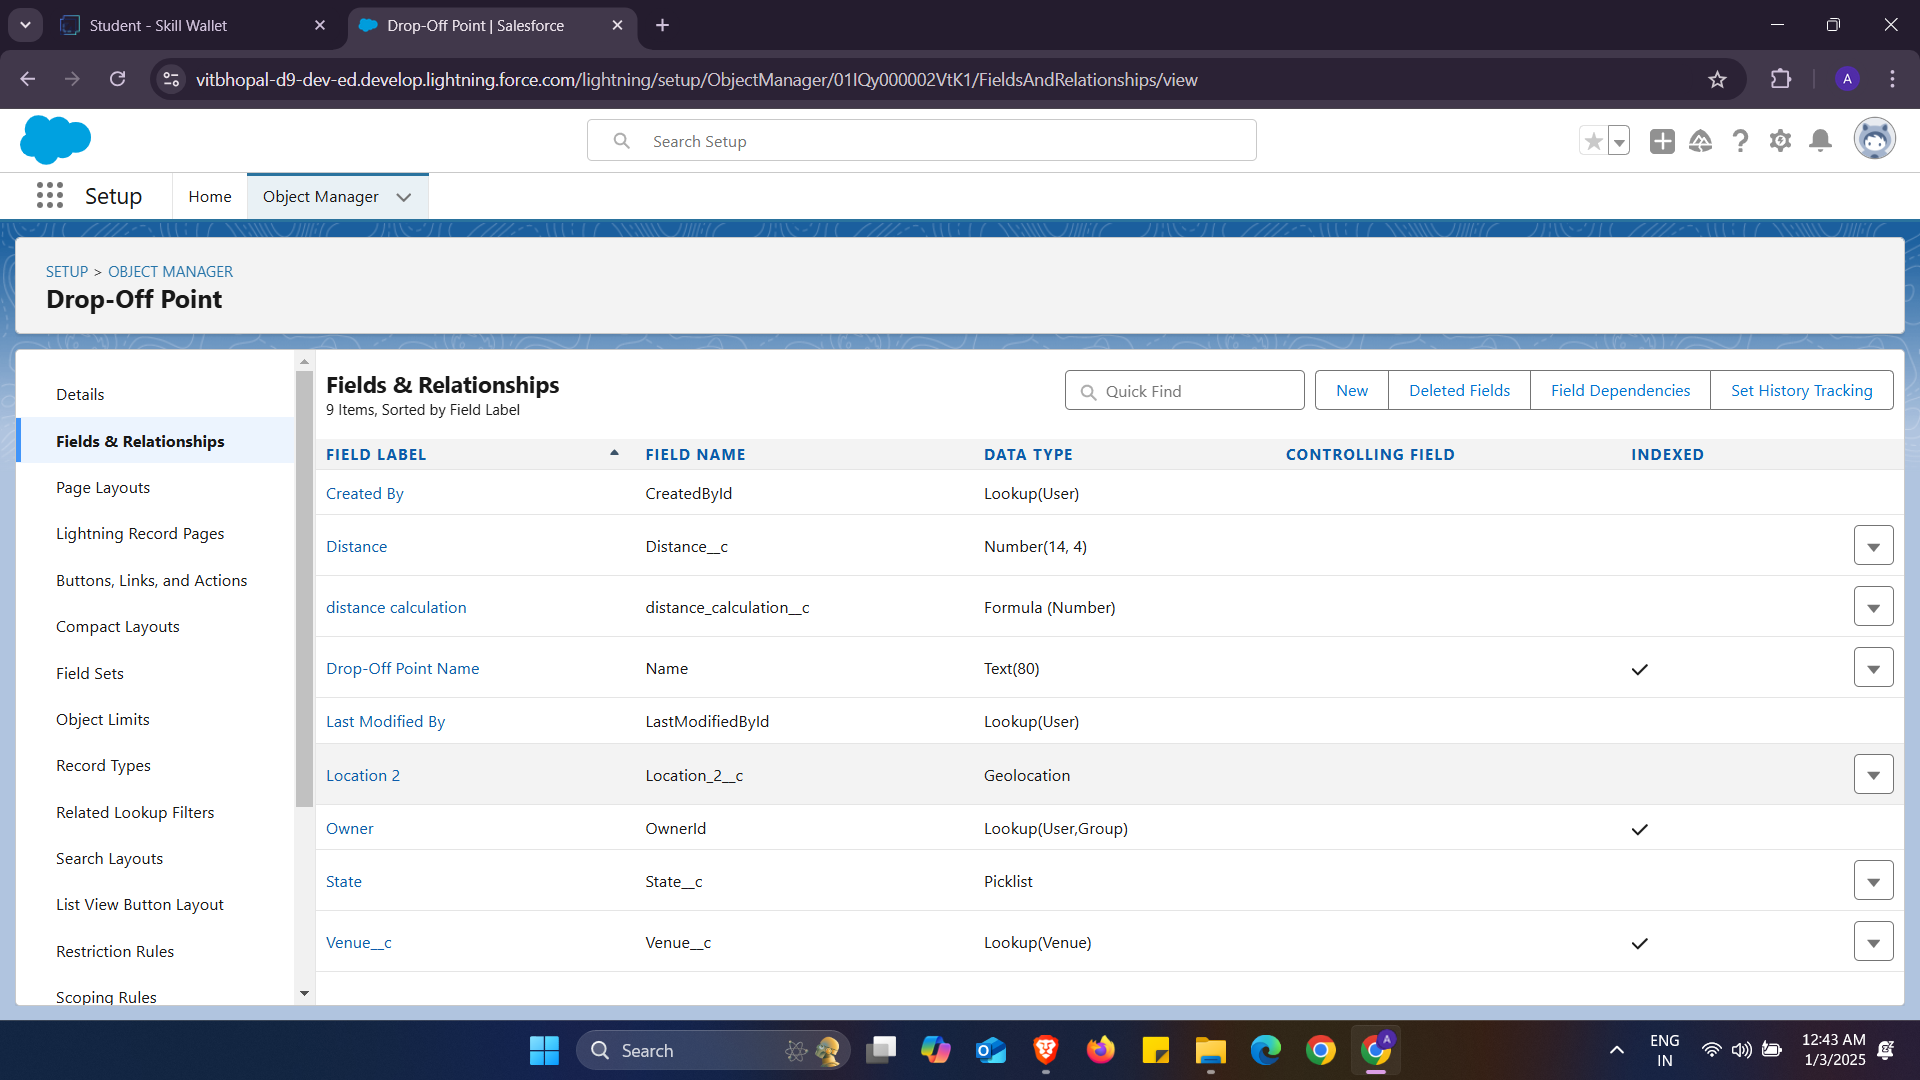 Student - Skill Wallet
Drop-Off Point | Salesforce
vitbhopal-d9-dev-ed.develop.lightning.force.com/lightning/setup/ObjectManager/01IQy000002VtK1/FieldsAndRelationships/view
A
Search Setup
Setup
Home
Object Manager
SETUP > OBJECT MANAGER
Drop-Off Point
Details
Fields & Relationships
Page Layouts
Lightning Record Pages
Buttons, Links, and Actions
Compact Layouts
Field Sets
Object Limits
Record Types
Related Lookup Filters
Search Layouts
List View Button Layout
Restriction Rules
Scoping Rules
Fields & Relationships
9 Items, Sorted by Field Label
Quick Find
New
Deleted Fields
Field Dependencies
Set History Tracking
FIELD LABEL FIELD NAME DATA TYPE CONTROLLING FIELD INDEXED
Created By CreatedById Lookup(User)
Distance Distance__c Number(14, 4)
distance calculation distance_calculation__c Formula (Number)
Drop-Off Point Name Name Text(80)
Last Modified By LastModifiedById Lookup(User)
Location 2 Location_2__c Geolocation
Owner OwnerId Lookup(User,Group)
State State__c Picklist
Venue__c Venue__c Lookup(Venue)
Search
A
ENG
IN
12:43 AM
1/3/2025